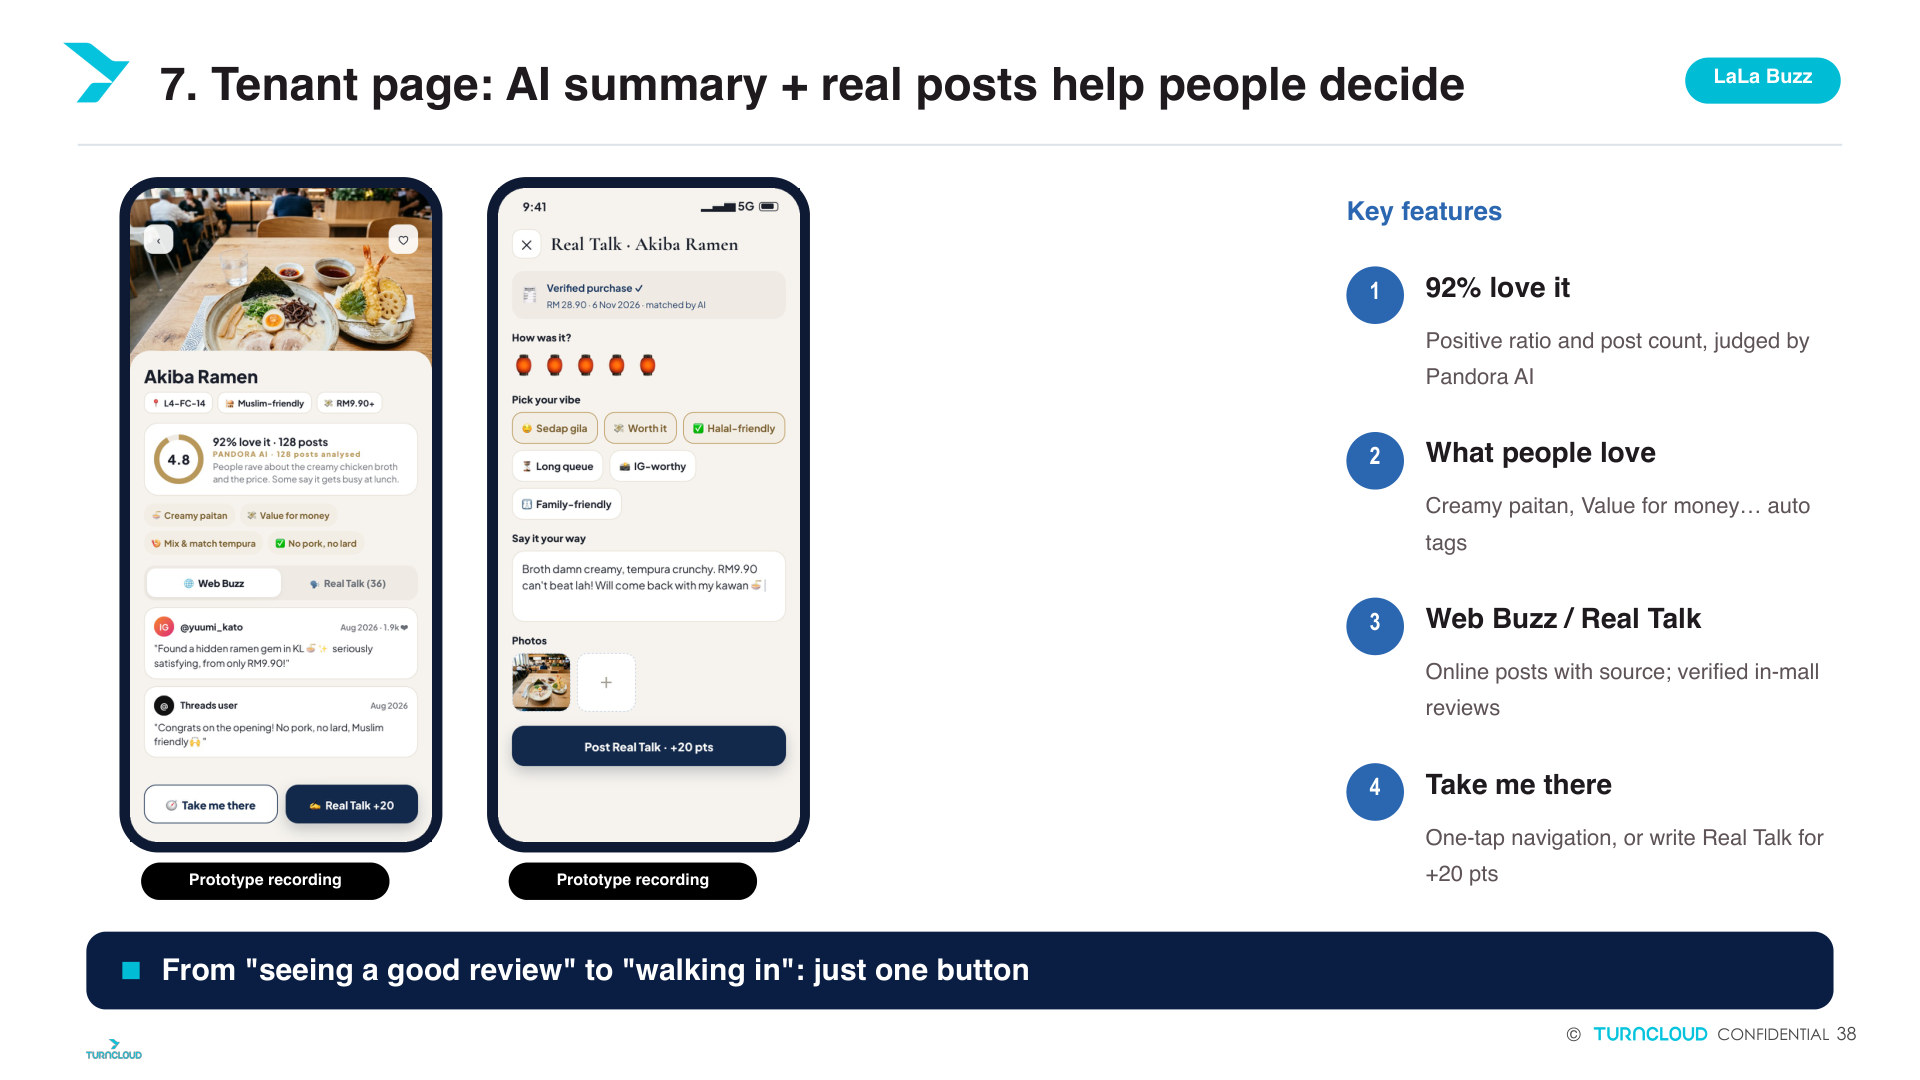 7. Tenant page: AI summary + real posts help people decide
LaLa Buzz
Akiba Ramen
L4-FC-14
Muslim-friendly
RM9.90+
4.8
92% love it · 128 posts
PANDORA AI · 128 posts analysed
People rave about the creamy chicken broth
and the price. Some say it gets busy at lunch.
Creamy paitan
Value for money
Mix & match tempura
No pork, no lard
Web Buzz
Real Talk (36)
IG
@yuumi_kato
Aug 2026 · 1.9k❤
"Found a hidden ramen gem in KL 🍜✨ seriously
satisfying, from only RM9.90!"
@
Threads user
Aug 2026
"Congrats on the opening! No pork, no lard, Muslim
friendly🙌"
Take me there
Real Talk +20
Prototype recording
9:41
5G
Real Talk · Akiba Ramen
Verified purchase ✓
RM 28.90 · 6 Nov 2026 · matched by AI
How was it?
Pick your vibe
Sedap gila
Worth it
Halal-friendly
Long queue
IG-worthy
Family-friendly
Say it your way
Broth damn creamy, tempura crunchy. RM9.90
can't beat lah! Will come back with my kawan 🍜
Photos
+
Post Real Talk · +20 pts
Prototype recording
Key features
1
92% love it
Positive ratio and post count, judged by
Pandora AI
2
What people love
Creamy paitan, Value for money… auto
tags
3
Web Buzz / Real Talk
Online posts with source; verified in-mall
reviews
4
Take me there
One-tap navigation, or write Real Talk for
+20 pts
From "seeing a good review" to "walking in": just one button
TURNCLOUD
© TURNCLOUD CONFIDENTIAL 38